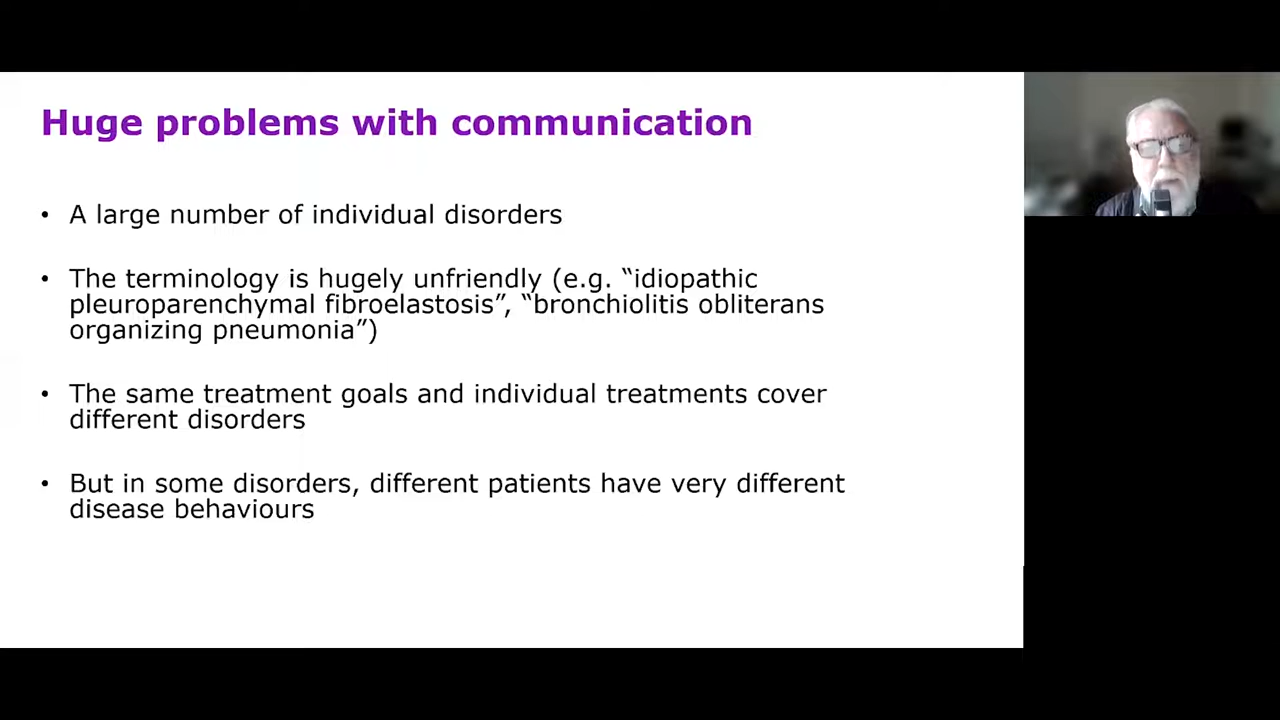 Huge problems with communication
• A large number of individual disorders
• The terminology is hugely unfriendly (e.g. “idiopathic
pleuroparenchymal fibroelastosis”, “bronchiolitis obliterans
organizing pneumonia”)
• The same treatment goals and individual treatments cover
different disorders
• But in some disorders, different patients have very different
disease behaviours